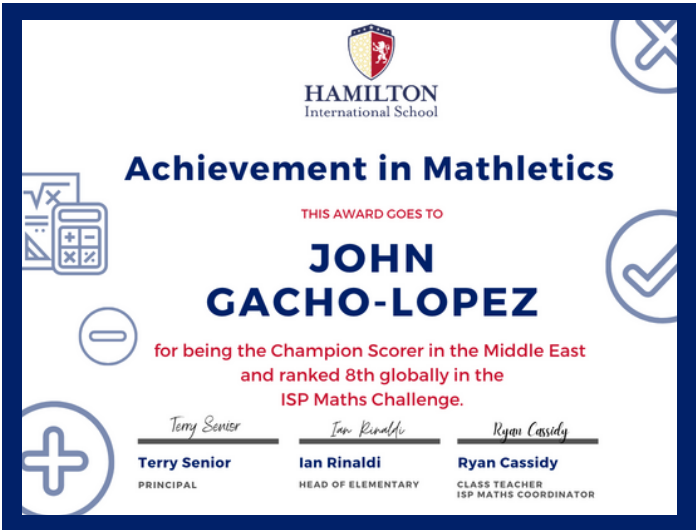 HAMILTON
International School
Achievement in Mathletics
THIS AWARD GOES TO
JOHN
GACHO-LOPEZ
for being the Champion Scorer in the Middle East
and ranked 8th globally in the
ISP Maths Challenge.
Terry Senior Ian Rinaldi Ryan Cassidy
Terry Senior Ian Rinaldi Ryan Cassidy
PRINCIPAL HEAD OF ELEMENTARY CLASS TEACHER
ISP MATHS COORDINATOR